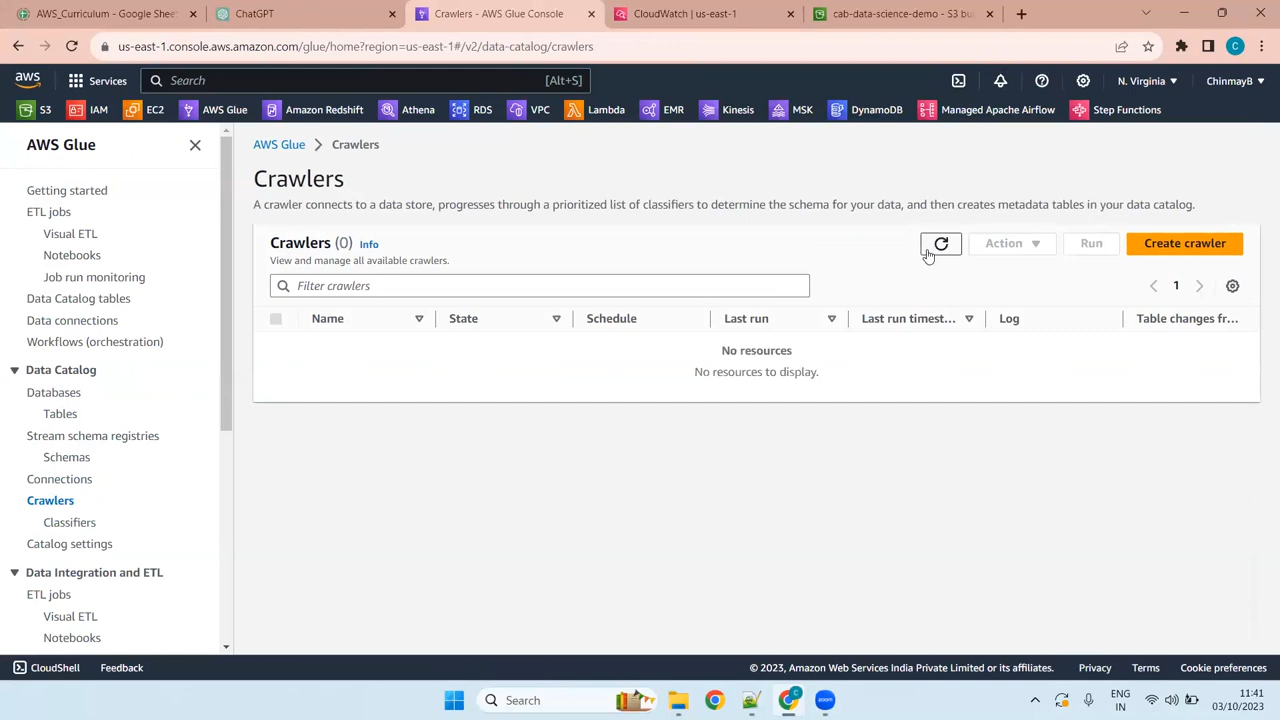 AWS_Curriculum - Google Sheet
ChatGPT
Crawlers - AWS Glue Console
CloudWatch | us-east-1
cab-data-science-demo - S3 bu
us-east-1.console.aws.amazon.com/glue/home?region=us-east-1#/v2/data-catalog/crawlers
C
aws
Services
Search
[Alt+S]
N. Virginia
ChinmayB
S3
IAM
EC2
AWS Glue
Amazon Redshift
Athena
RDS
VPC
Lambda
EMR
Kinesis
MSK
DynamoDB
Managed Apache Airflow
Step Functions
AWS Glue
Getting started
ETL jobs
Visual ETL
Notebooks
Job run monitoring
Data Catalog tables
Data connections
Workflows (orchestration)
Data Catalog
Databases
Tables
Stream schema registries
Schemas
Connections
Crawlers
Classifiers
Catalog settings
Data Integration and ETL
ETL jobs
Visual ETL
Notebooks
AWS Glue > Crawlers
Crawlers
A crawler connects to a data store, progresses through a prioritized list of classifiers to determine the schema for your data, and then creates metadata tables in your data catalog.
Crawlers (0) Info
View and manage all available crawlers.
Action
Run
Create crawler
Filter crawlers
1
Name
State
Schedule
Last run
Last run timest...
Log
Table changes fr...
No resources
No resources to display.
CloudShell
Feedback
© 2023, Amazon Web Services India Private Limited or its affiliates.
Privacy
Terms
Cookie preferences
Search
C
zoom
ENG
IN
11:41
03/10/2023